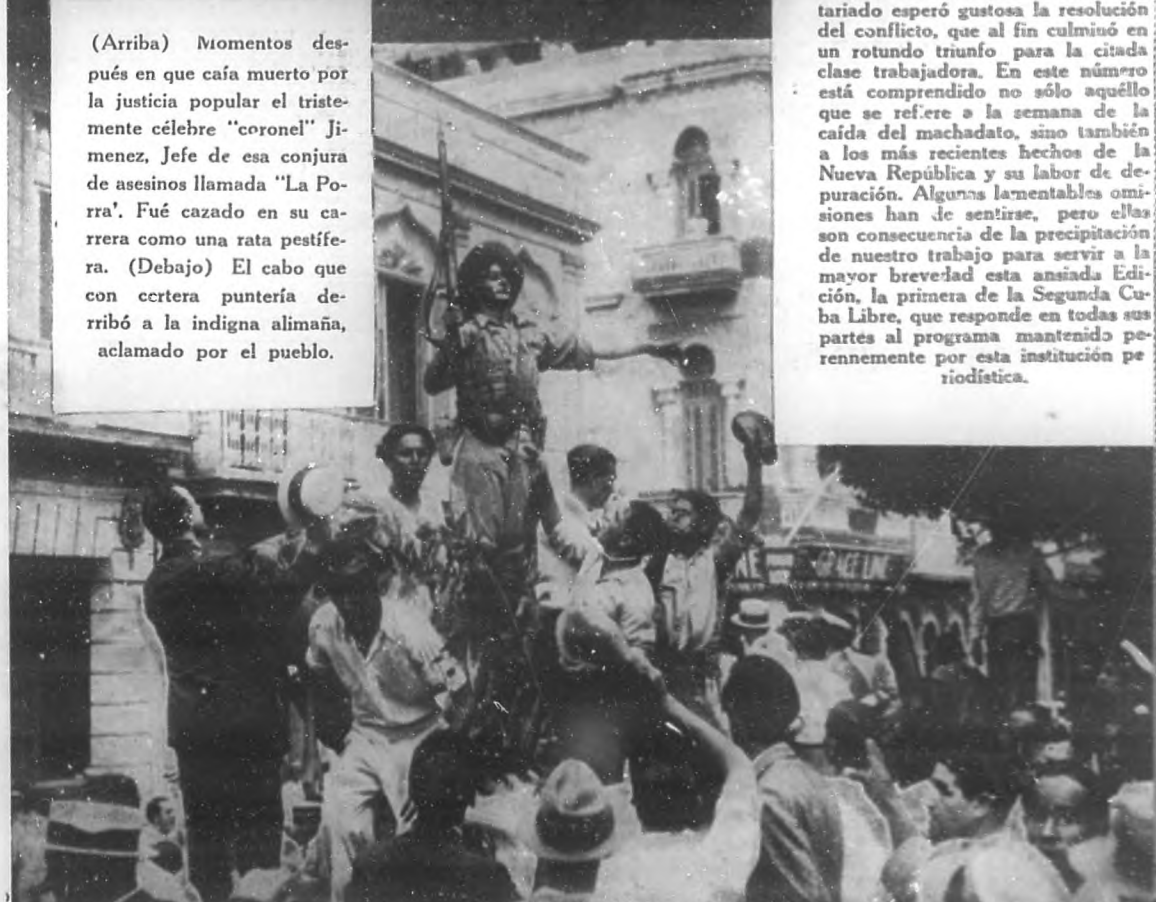 (Arriba) Momentos des-
pués en que caía muerto por
la justicia popular el triste-
mente célebre "coronel" Ji-
menez, Jefe de esa conjura
de asesinos llamada "La Po-
rra'. Fué cazado en su ca-
rrera como una rata pestífe-
ra. (Debajo) El cabo que
con certera puntería de-
rribó a la indigna alimaña,
aclamado por el pueblo.
tariado esperó gustosa la resolución
del conflicto, que al fin culminó en
un rotundo triunfo para la citada
clase trabajadora. En este número
está comprendido no sólo aquéllo
que se refiere a la semana de la
caída del machadato, sino también
a los más recientes hechos de la
Nueva República y su labor de de-
puración. Algunas lamentables omi-
siones han de sentirse, pero ellas
son consecuencia de la precipitación
de nuestro trabajo para servir a la
mayor brevedad esta ansiada Edi-
ción, la primera de la Segunda Cu-
ba Libre, que responde en todas sus
partes al programa mantenido pe-
rennemente por esta institución pe
riodística.